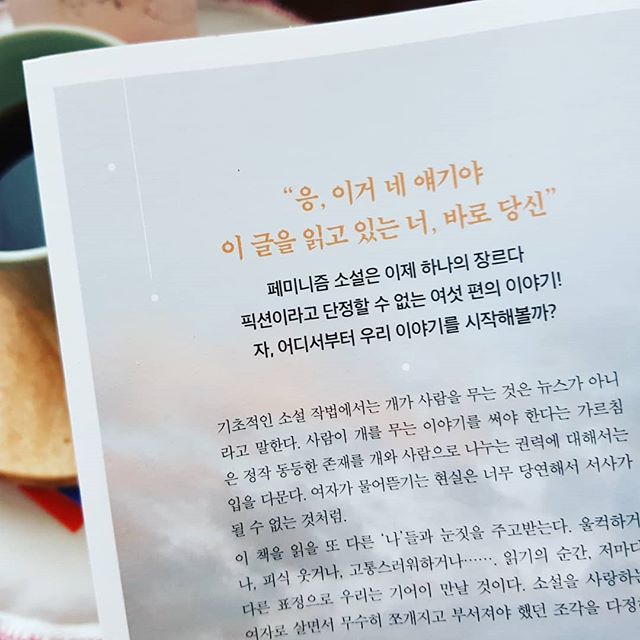 “응, 이거 네 얘기야
이 글을 읽고 있는 너, 바로 당신”
페미니즘 소설은 이제 하나의 장르다
픽션이라고 단정할 수 없는 여섯 편의 이야기!
자, 어디서부터 우리 이야기를 시작해볼까?
기초적인 소설 작법에서는 개가 사람을 무는 것은 뉴스가 아니
라고 말한다. 사람이 개를 무는 이야기를 써야 한다는 가르침
은 정작 동등한 존재를 개와 사람으로 나누는 권력에 대해서는
입을 다문다. 여자가 물어뜯기는 현실은 너무 당연해서 서사가
될 수 없는 것처럼.
이 책을 읽을 또 다른 ‘나’들과 눈짓을 주고받는다. 울컥하거
나, 피식 웃거나, 고통스러워하거나……. 읽기의 순간, 저마다
다른 표정으로 우리는 기어이 만날 것이다. 소설을 사랑하는
여자로 살면서 무수히 쪼개지고 부서져야 했던 조각을 다정